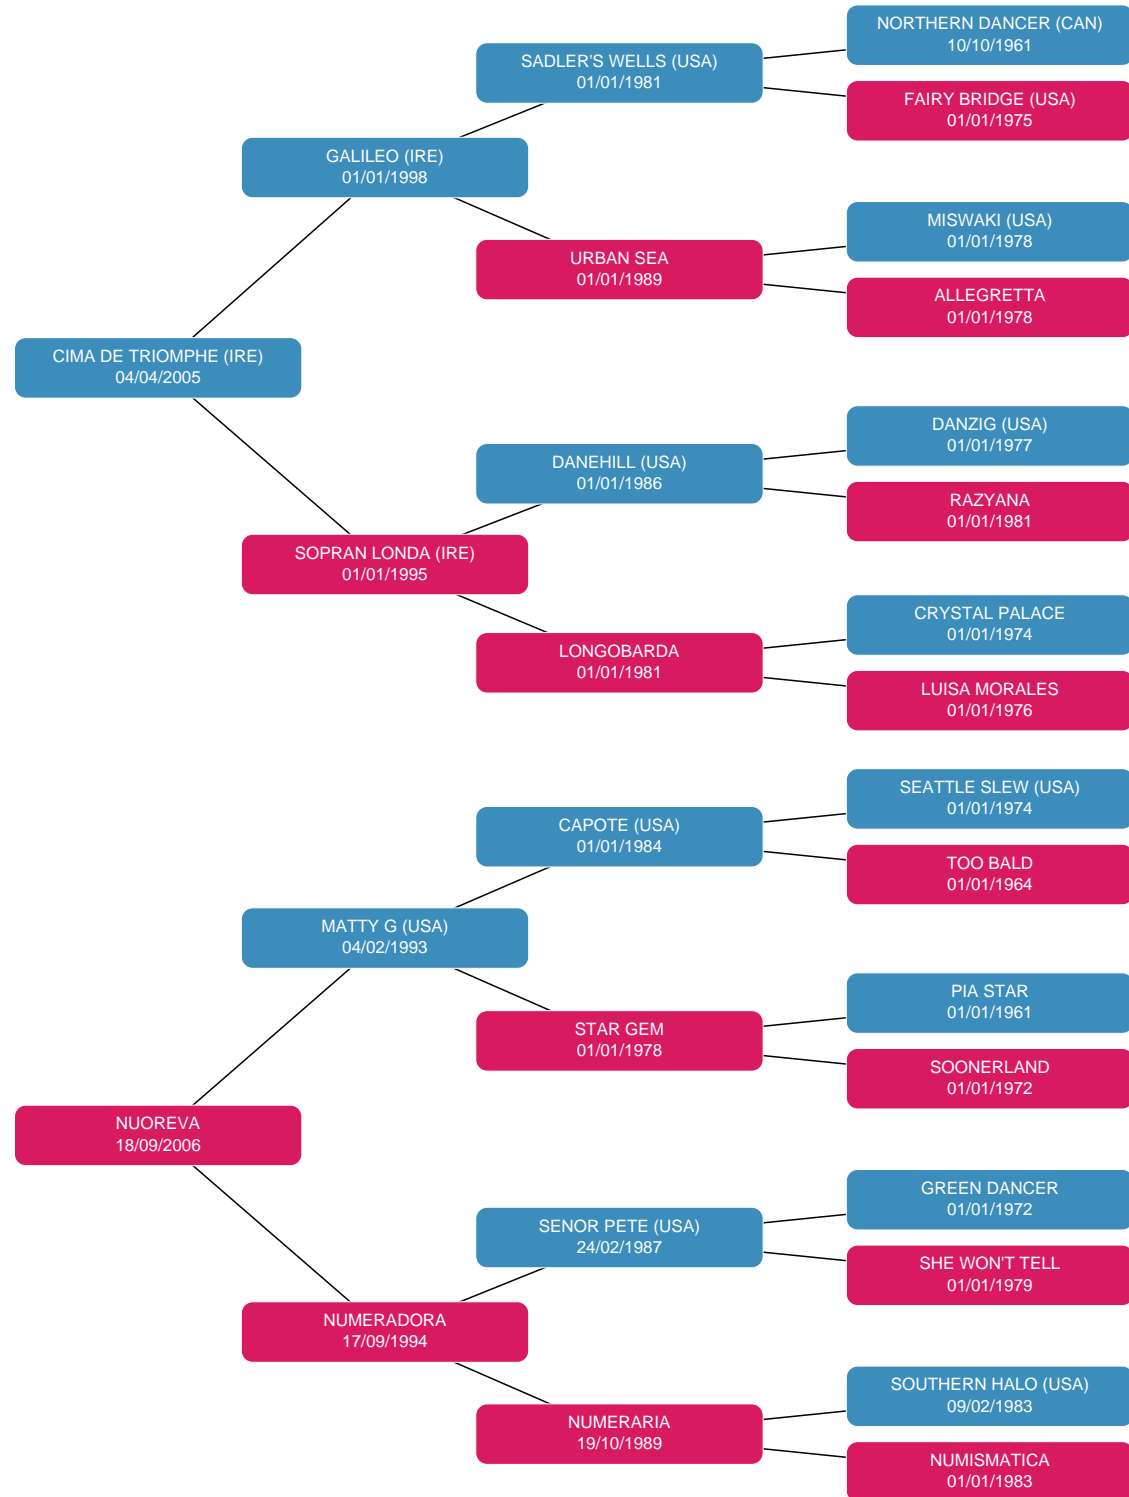 NORTHERN DANCER (CAN)
10/10/1961
SADLER'S WELLS (USA)
01/01/1981
FAIRY BRIDGE (USA)
01/01/1975
GALILEO (IRE)
01/01/1998
MISWAKI (USA)
01/01/1978
URBAN SEA
01/01/1989
ALLEGRETTA
01/01/1978
CIMA DE TRIOMPHE (IRE)
04/04/2005
DANZIG (USA)
01/01/1977
DANEHILL (USA)
01/01/1986
RAZYANA
01/01/1981
SOPRAN LONDA (IRE)
01/01/1995
CRYSTAL PALACE
01/01/1974
LONGOBARDA
01/01/1981
LUISA MORALES
01/01/1976
SEATTLE SLEW (USA)
01/01/1974
CAPOTE (USA)
01/01/1984
TOO BALD
01/01/1964
MATTY G (USA)
04/02/1993
PIA STAR
01/01/1961
STAR GEM
01/01/1978
SOONERLAND
01/01/1972
NUOREVA
18/09/2006
GREEN DANCER
01/01/1972
SENOR PETE (USA)
24/02/1987
SHE WON'T TELL
01/01/1979
NUMERADORA
17/09/1994
SOUTHERN HALO (USA)
09/02/1983
NUMERARIA
19/10/1989
NUMISMATICA
01/01/1983